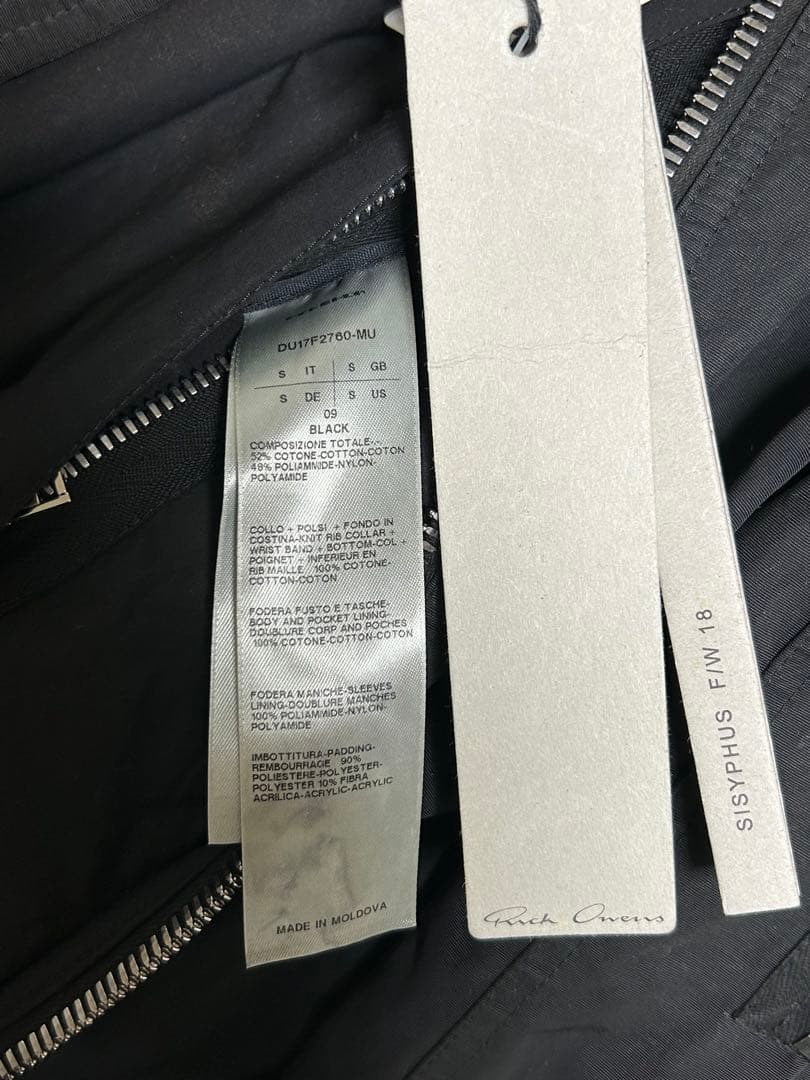 DU17F2760-MU
S IT S GB
S DE S US
09
BLACK
COMPOSIZIONE TOTALE-.-
52% COTONE-COTTON-COTON
48% POLIAMMIDE-NYLON-
POLYAMIDE
COLLO + POLSI + FONDO IN
COSTINA-KNIT RIB COLLAR +
WRIST BAND + BOTTOM-COL +
POIGNET + INFERIEUR EN
RIB MAILLE 100% COTONE-
COTTON-COTON
FODERA FUSTO E TASCHE-
BODY AND POCKET LINING-
DOUBLURE CORP AND POCHES
100% COTONE-COTTON-COTON
FODERA MANICHE-SLEEVES
LINING-DOUBLURE MANCHES
100% POLIAMMIDE-NYLON-
POLYAMIDE
IMBOTTITURA-PADDING-
REMBOURRAGE 90%
POLIESTERE-POLYESTER-
POLYESTER 10% FIBRA
ACRILICA-ACRYLIC-ACRYLIC
MADE IN MOLDOVA
Rick Owens
SISYPHUS F/W 18